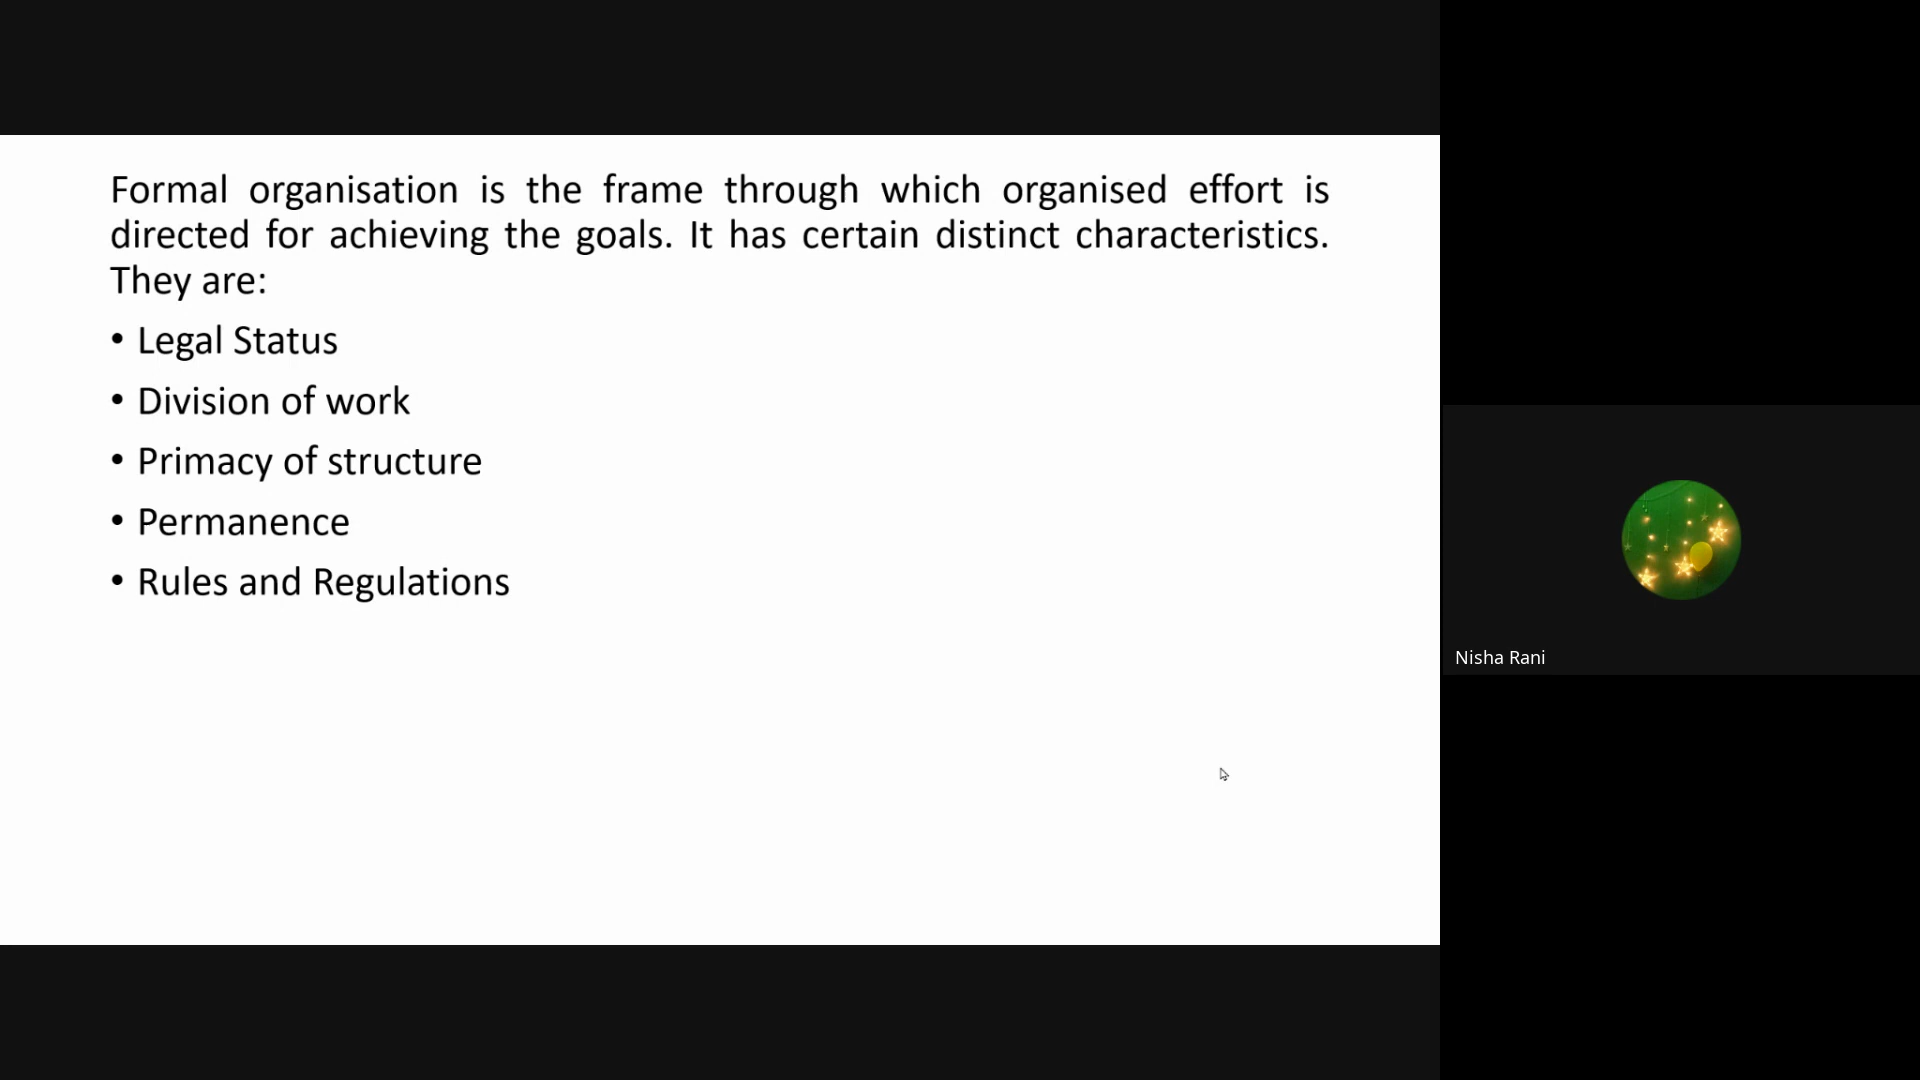 Formal organisation is the frame through which organised effort is
directed for achieving the goals. It has certain distinct characteristics.
They are:
• Legal Status
• Division of work
• Primacy of structure
• Permanence
• Rules and Regulations
Nisha Rani